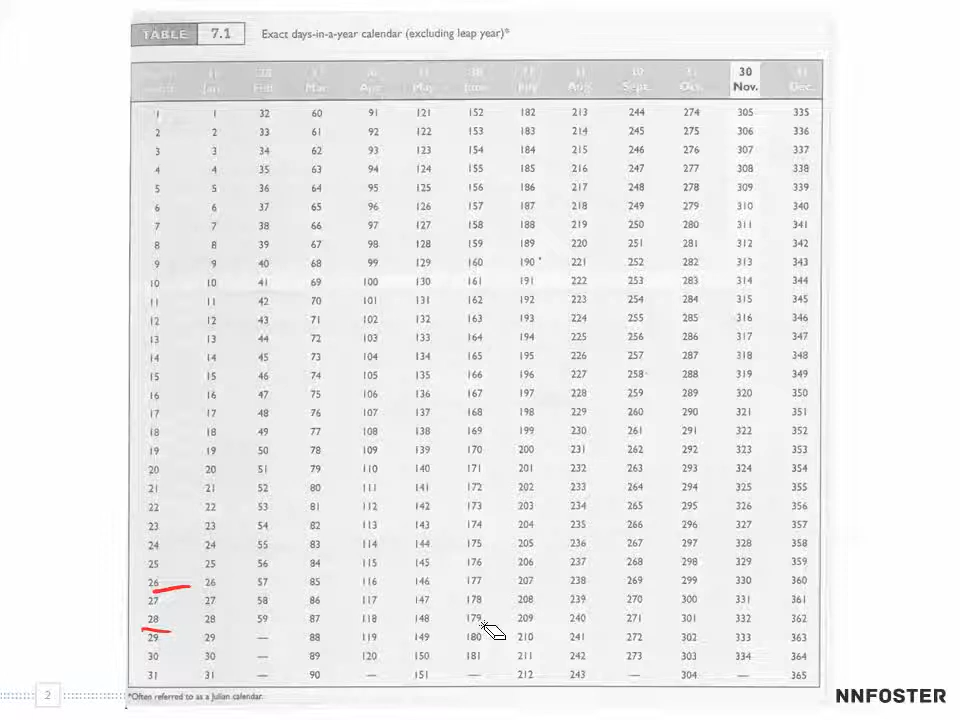 TABLE 7.1 Exact days-in-a-year calendar (excluding leap year)*
30
Jan. Feb. Mar. Apr. May June July Aug. Sept. Oct. Nov. Dec.
1 1 32 60 91 121 152 182 213 244 274 305 335
2 2 33 61 92 122 153 183 214 245 275 306 336
3 3 34 62 93 123 154 184 215 246 276 307 337
4 4 35 63 94 124 155 185 216 247 277 308 338
5 5 36 64 95 125 156 186 217 248 278 309 339
6 6 37 65 96 126 157 187 218 249 279 310 340
7 7 38 66 97 127 158 188 219 250 280 311 341
8 8 39 67 98 128 159 189 220 251 281 312 342
9 9 40 68 99 129 160 190 221 252 282 313 343
10 10 41 69 100 130 161 191 222 253 283 314 344
11 11 42 70 101 131 162 192 223 254 284 315 345
12 12 43 71 102 132 163 193 224 255 285 316 346
13 13 44 72 103 133 164 194 225 256 286 317 347
14 14 45 73 104 134 165 195 226 257 287 318 348
15 15 46 74 105 135 166 196 227 258 288 319 349
16 16 47 75 106 136 167 197 228 259 289 320 350
17 17 48 76 107 137 168 198 229 260 290 321 351
18 18 49 77 108 138 169 199 230 261 291 322 352
19 19 50 78 109 139 170 200 231 262 292 323 353
20 20 51 79 110 140 171 201 232 263 293 324 354
21 21 52 80 111 141 172 202 233 264 294 325 355
22 22 53 81 112 142 173 203 234 265 295 326 356
23 23 54 82 113 143 174 204 235 266 296 327 357
24 24 55 83 114 144 175 205 236 267 297 328 358
25 25 56 84 115 145 176 206 237 268 298 329 359
26 26 57 85 116 146 177 207 238 269 299 330 360
27 27 58 86 117 147 178 208 239 270 300 331 361
28 28 59 87 118 148 179 209 240 271 301 332 362
29 29 — 88 119 149 180 210 241 272 302 333 363
30 30 — 89 120 150 181 211 242 273 303 334 364
31 31 — 90 — 151 — 212 243 — 304 — 365
*Often referred to as a Julian calendar.
2
NNFOSTER